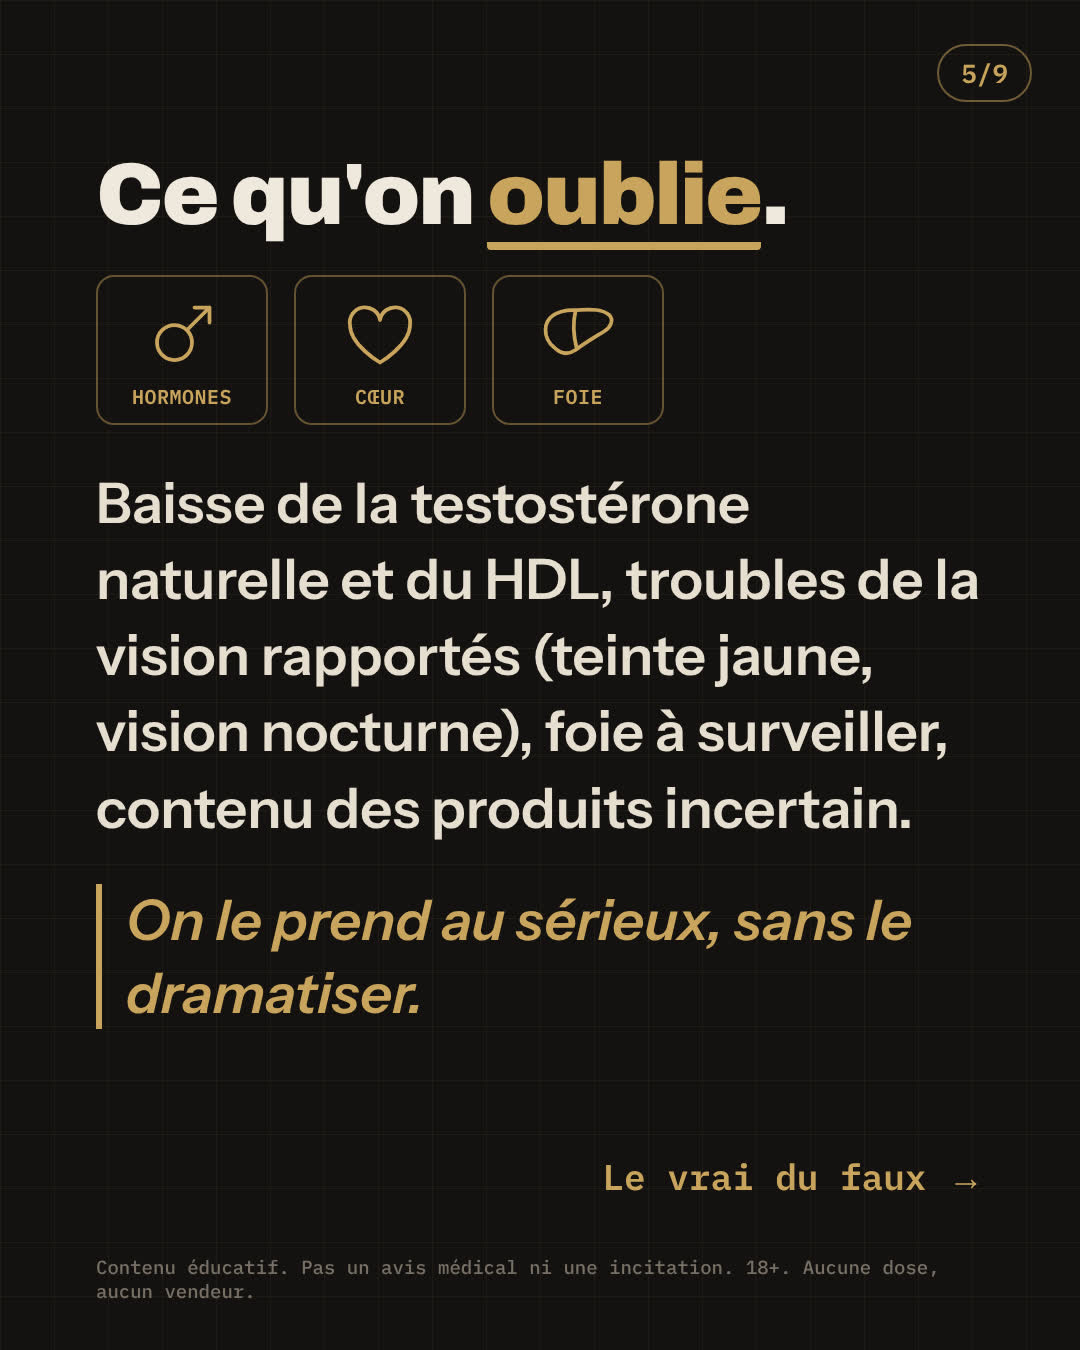 5/9
Ce qu'on oublie.
HORMONES
CŒUR
FOIE
Baisse de la testostérone
naturelle et du HDL, troubles de la
vision rapportés (teinte jaune,
vision nocturne), foie à surveiller,
contenu des produits incertain.
On le prend au sérieux, sans le
dramatiser.
Le vrai du faux →
Contenu éducatif. Pas un avis médical ni une incitation. 18+. Aucune dose,
aucun vendeur.